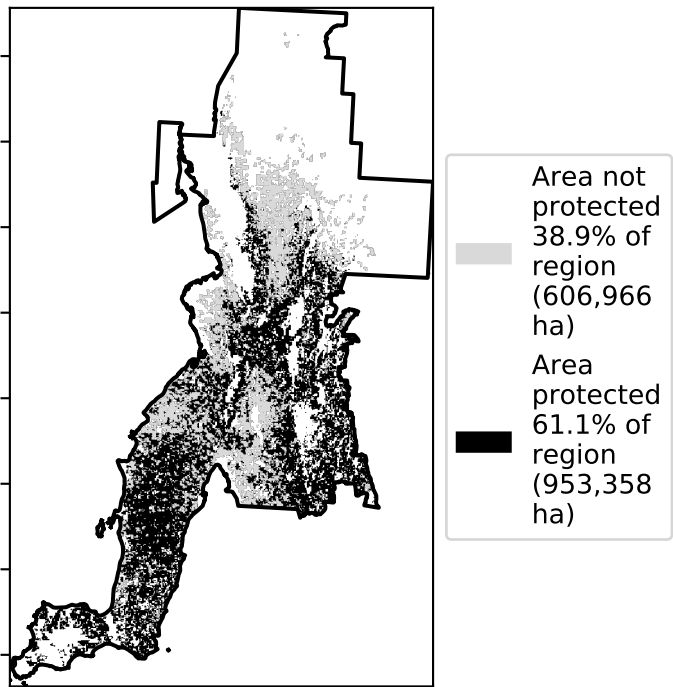 Area not
protected
38.9% of
region
(606,966
ha)
Area
protected
61.1% of
region
(953,358
ha)